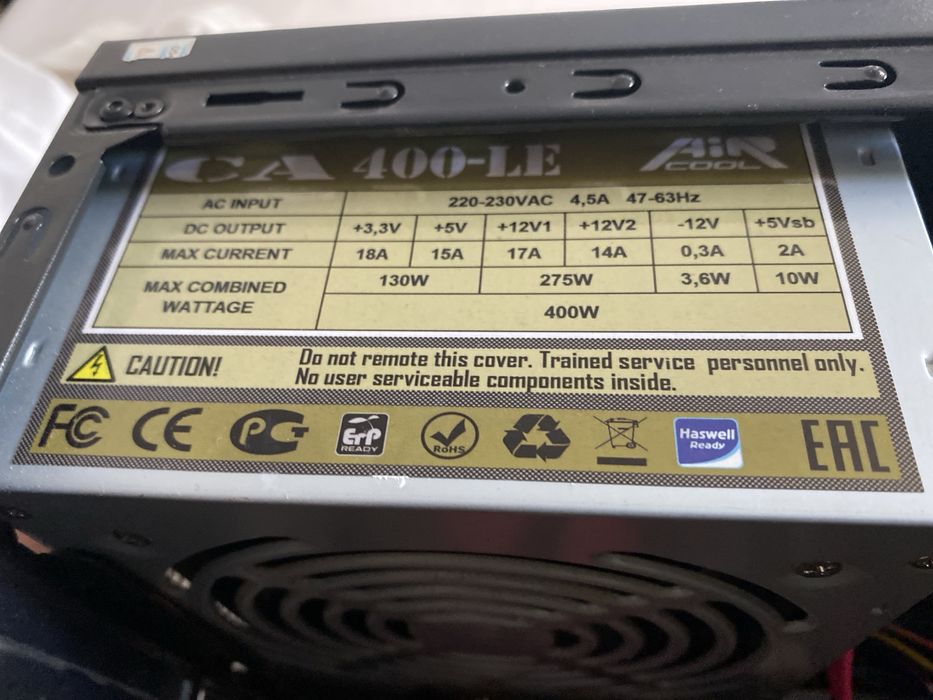 CA 400-LE AiR COOL
AC INPUT 220-230VAC 4,5A 47-63Hz
DC OUTPUT +3,3V +5V +12V1 +12V2 -12V +5Vsb
MAX CURRENT 18A 15A 17A 14A 0,3A 2A
MAX COMBINED WATTAGE 130W 275W 3,6W 10W
400W
CAUTION! Do not remote this cover. Trained service personnel only.
No user serviceable components inside.
FC CE PG ErP READY RoHS Haswell Ready EAC